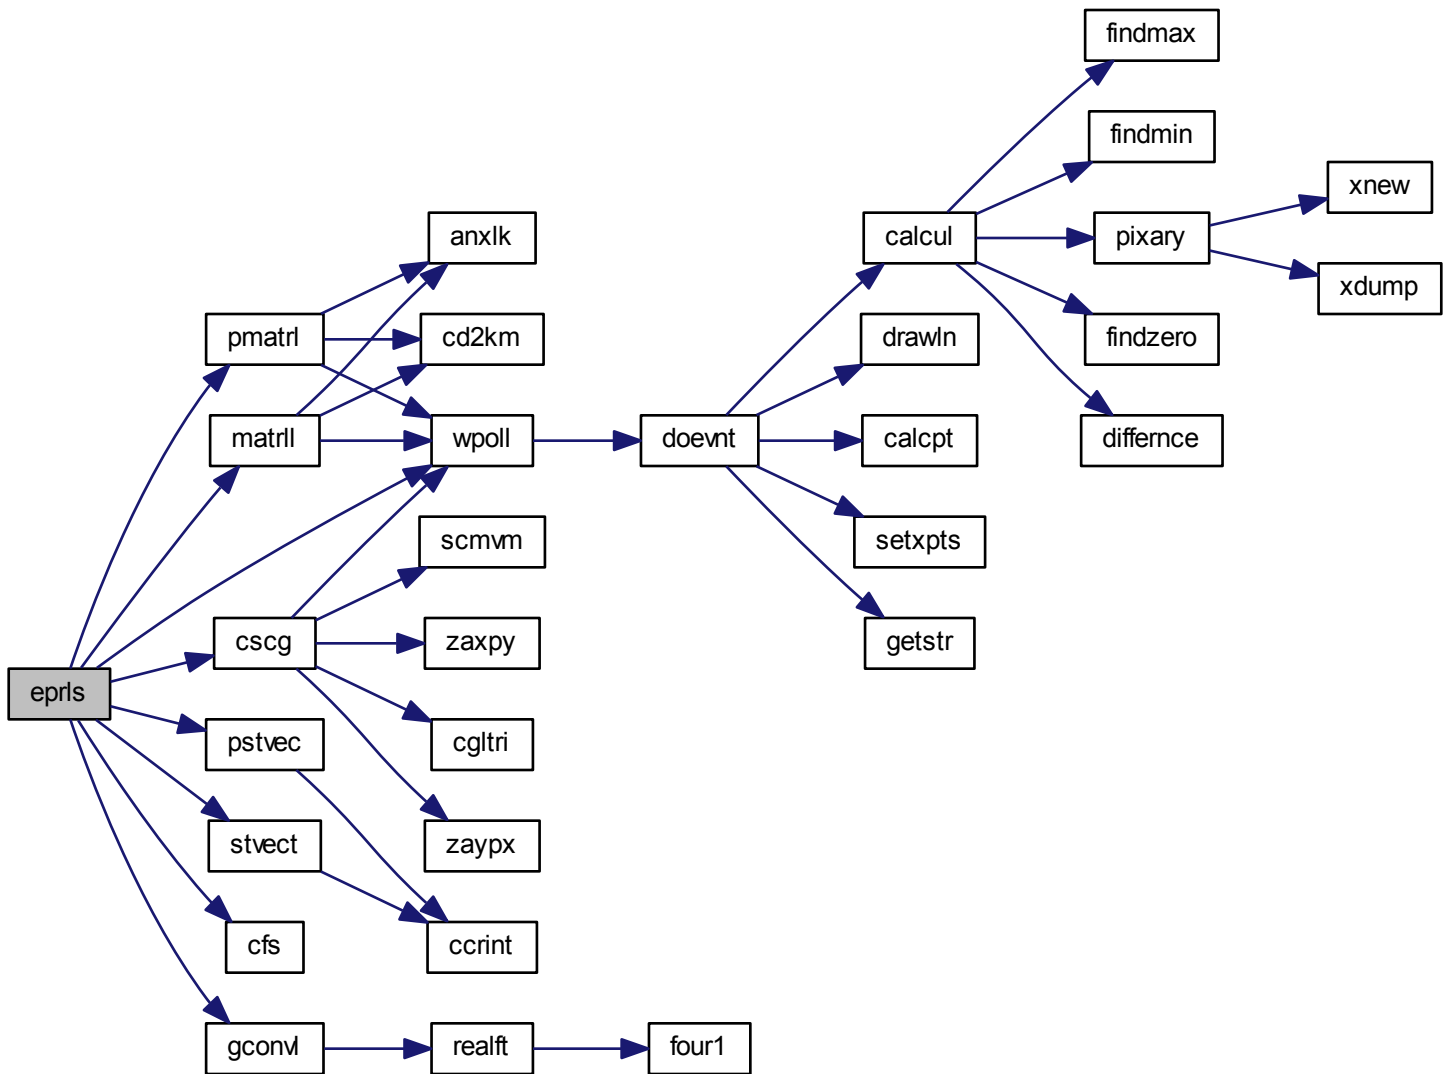 findmax
findmin
xnew
anxlk
calcul
pixary
xdump
pmatrl
cd2km
drawln
findzero
matrll
wpoll
doevnt
calcpt
differnce
scmvm
setxpts
cscg
zaxpy
getstr
eprls
pstvec
cgltri
stvect
zaypx
cfs
ccrint
gconvl
realft
four1